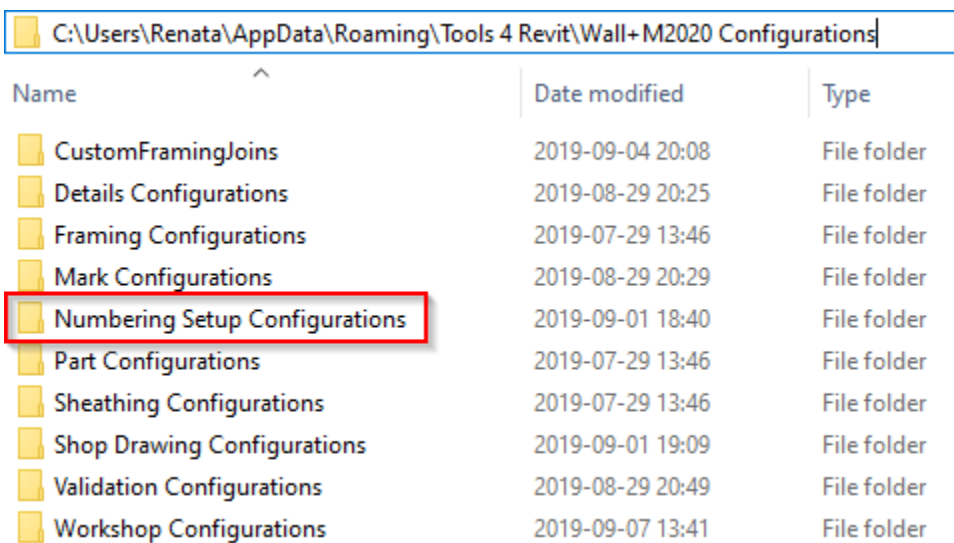 C:\Users\Renata\AppData\Roaming\Tools 4 Revit\Wall+M2020 Configurations
Name Date modified Type
CustomFramingJoins 2019-09-04 20:08 File folder
Details Configurations 2019-08-29 20:25 File folder
Framing Configurations 2019-07-29 13:46 File folder
Mark Configurations 2019-08-29 20:29 File folder
Numbering Setup Configurations 2019-09-01 18:40 File folder
Part Configurations 2019-07-29 13:46 File folder
Sheathing Configurations 2019-07-29 13:46 File folder
Shop Drawing Configurations 2019-09-01 19:09 File folder
Validation Configurations 2019-08-29 20:49 File folder
Workshop Configurations 2019-09-07 13:41 File folder